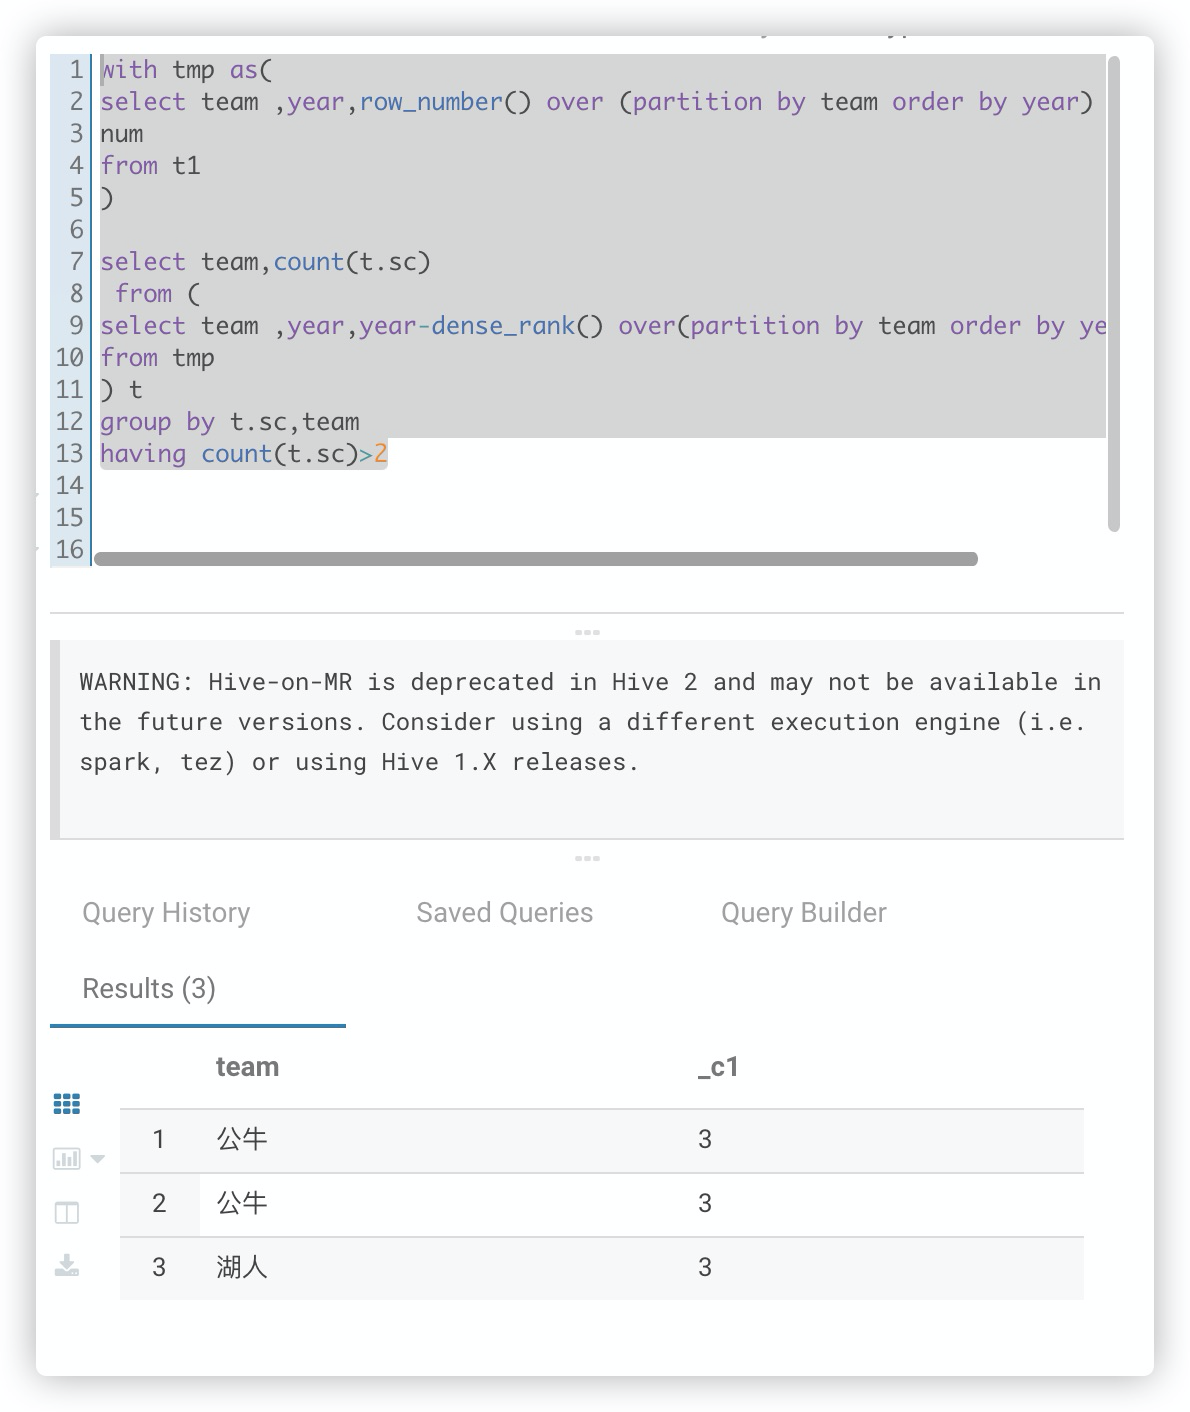 1 with tmp as(
2 select team ,year,row_number() over (partition by team order by year)
3 num
4 from t1
5 )
6
7 select team,count(t.sc)
8  from (
9 select team ,year,year-dense_rank() over(partition by team order by ye
10 from tmp
11 ) t
12 group by t.sc,team
13 having count(t.sc)>2
14
15
16
WARNING: Hive-on-MR is deprecated in Hive 2 and may not be available in
the future versions. Consider using a different execution engine (i.e.
spark, tez) or using Hive 1.X releases.
Query History Saved Queries Query Builder
Results (3)
team _c1
1 公牛 3
2 公牛 3
3 湖人 3